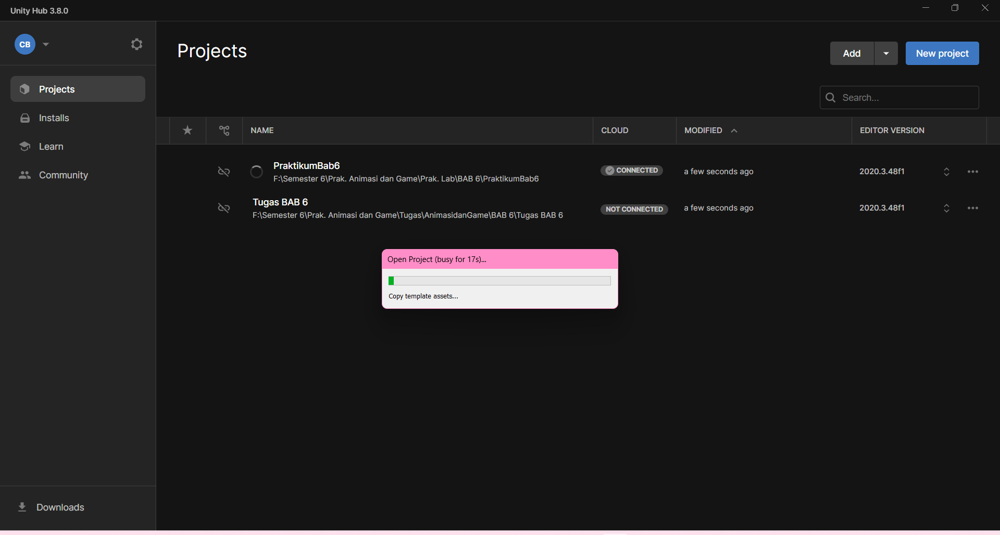 Unity Hub 3.8.0
CB
Projects
Add
New project
Projects
Installs
Learn
Community
Search...
NAME
CLOUD
MODIFIED
EDITOR VERSION
PraktikumBab6
F:\Semester 6\Prak. Animasi dan Game\Prak. Lab\BAB 6\PraktikumBab6
CONNECTED
a few seconds ago
2020.3.48f1
Tugas BAB 6
F:\Semester 6\Prak. Animasi dan Game\Tugas\AnimasidanGame\BAB 6\Tugas BAB 6
NOT CONNECTED
a few seconds ago
2020.3.48f1
Open Project (busy for 17s)...
Copy template assets...
Downloads